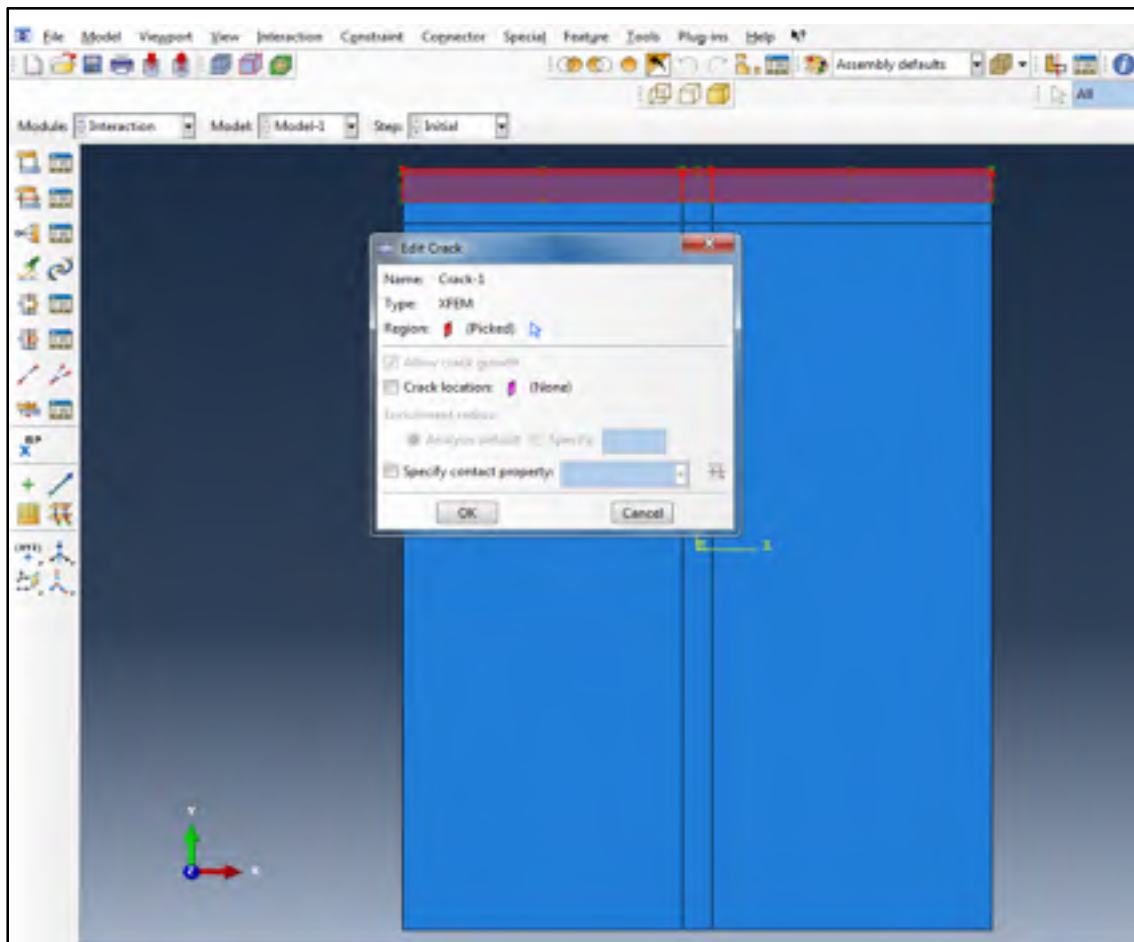 File Model Viewport View Interaction Constraint Connector Special Feature Tools Plug-ins Help
Assembly defaults
All
Module: Interaction Model: Model-1 Step: Initial
Edit Crack
Name: Crack-1
Type: XFEM
Region: (Picked)
Allow crack growth
Crack location: (None)
Enrichment radius:
Analysis default Specify:
Specify contact property:
OK Cancel
RP
Y
X
Z